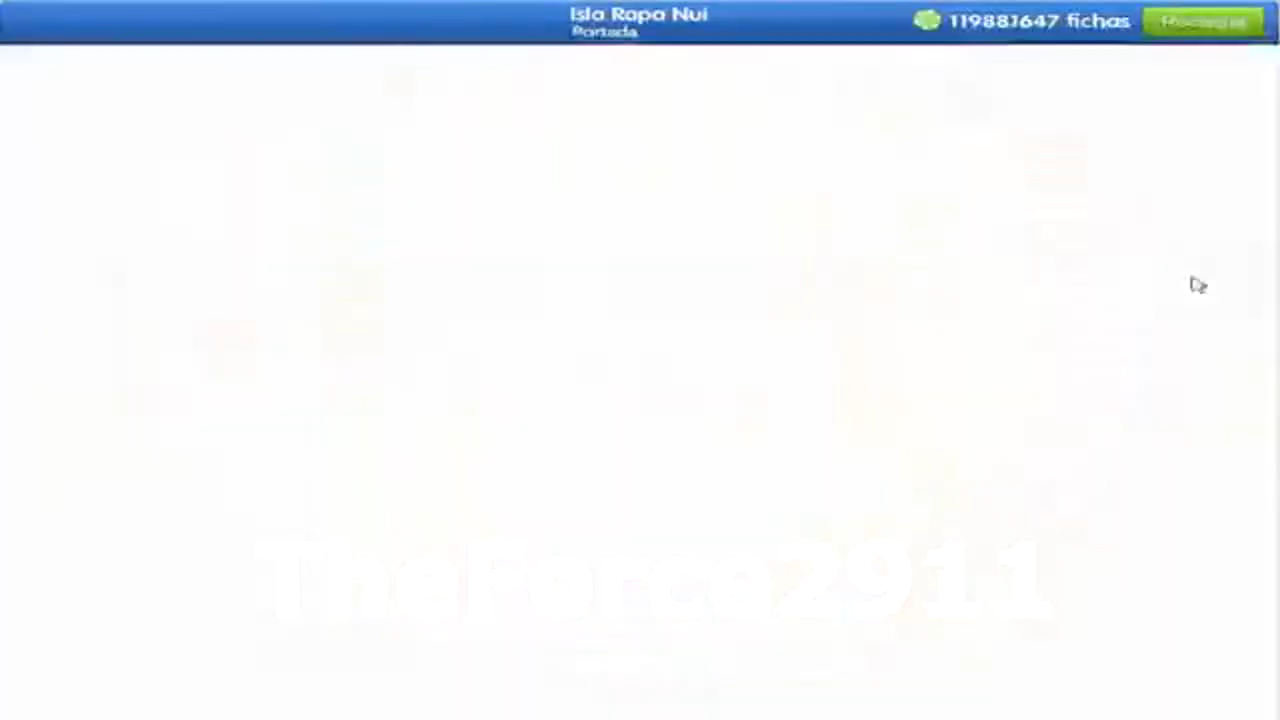 Isla Rapa Nui
Portada
119881647 fichas
TheForce2911